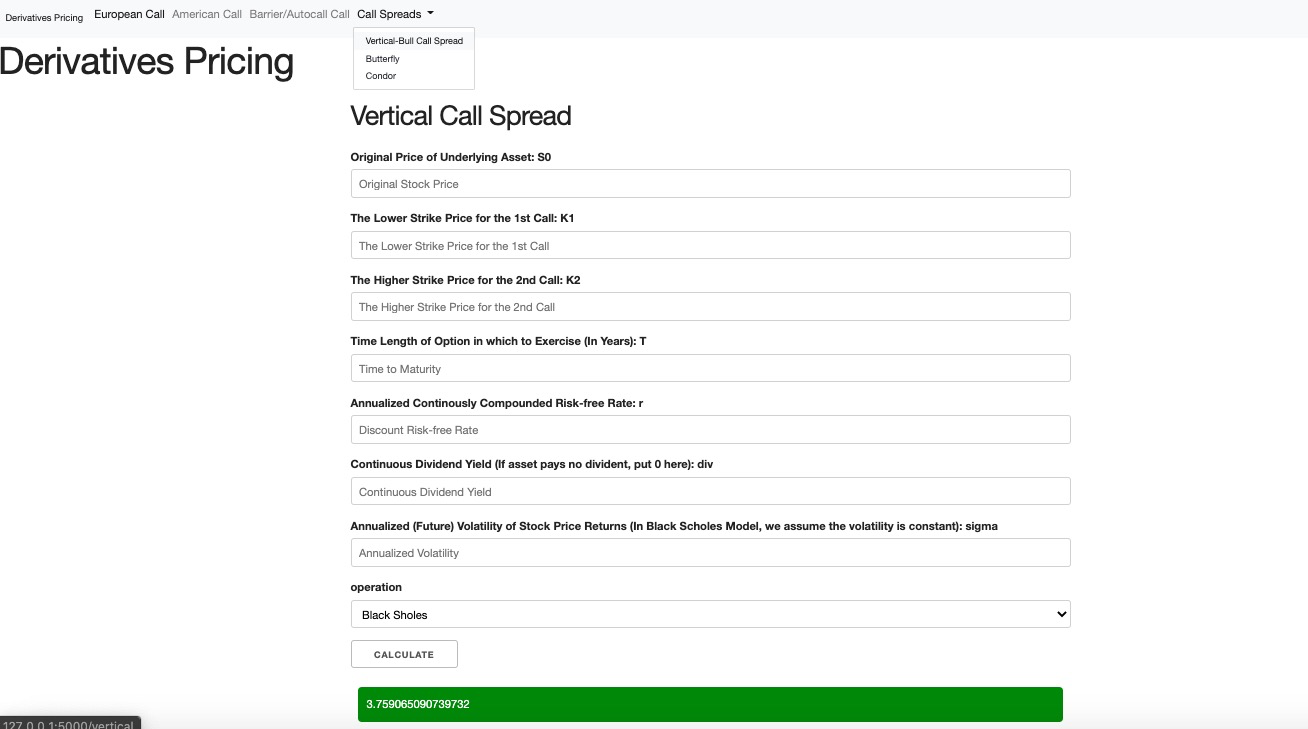 Derivatives Pricing European Call American Call Barrier/Autocall Call Call Spreads
Vertical-Bull Call Spread
Butterfly
Condor
Derivatives Pricing
Vertical Call Spread
Original Price of Underlying Asset: S0
Original Stock Price
The Lower Strike Price for the 1st Call: K1
The Lower Strike Price for the 1st Call
The Higher Strike Price for the 2nd Call: K2
The Higher Strike Price for the 2nd Call
Time Length of Option in which to Exercise (In Years): T
Time to Maturity
Annualized Continously Compounded Risk-free Rate: r
Discount Risk-free Rate
Continuous Dividend Yield (If asset pays no divident, put 0 here): div
Continuous Dividend Yield
Annualized (Future) Volatility of Stock Price Returns (In Black Scholes Model, we assume the volatility is constant): sigma
Annualized Volatility
operation
Black Sholes
CALCULATE
3.759065090739732
127.0.0.1:5000/vertical